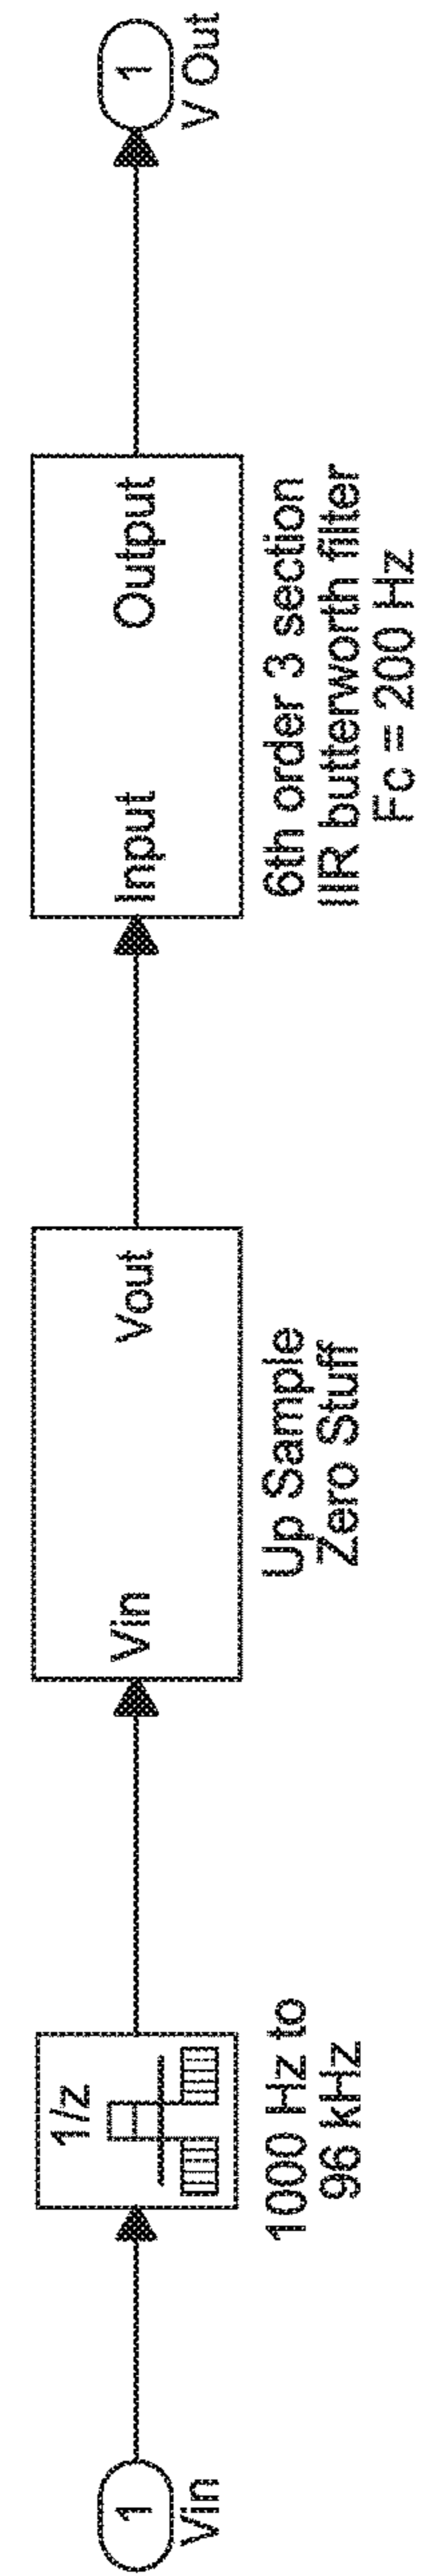 1
Vin
1/z
1000 Hz to
96 kHz
Vin
Vout
Up Sample
Zero Stuff
Input
Output
6th order 3 section
IIR butterworth filter
Fc = 200 Hz
1
V Out